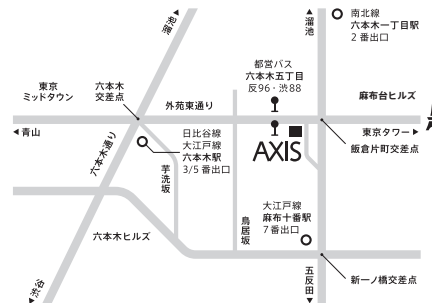 溜池
溜池
南北線
六本木一丁目駅
2 番出口
都営バス
六本木五丁目
反96・渋88
東京
ミッドタウン
六本木
交差点
外苑東通り
麻布台ヒルズ
青山
東京タワー
日比谷線
大江戸線
六本木駅
3/5 番出口
AXIS
飯倉片町交差点
六本木通り
芋洗坂
鳥居坂
大江戸線
麻布十番駅
7 番出口
六本木ヒルズ
渋谷
五反田
新一ノ橋交差点